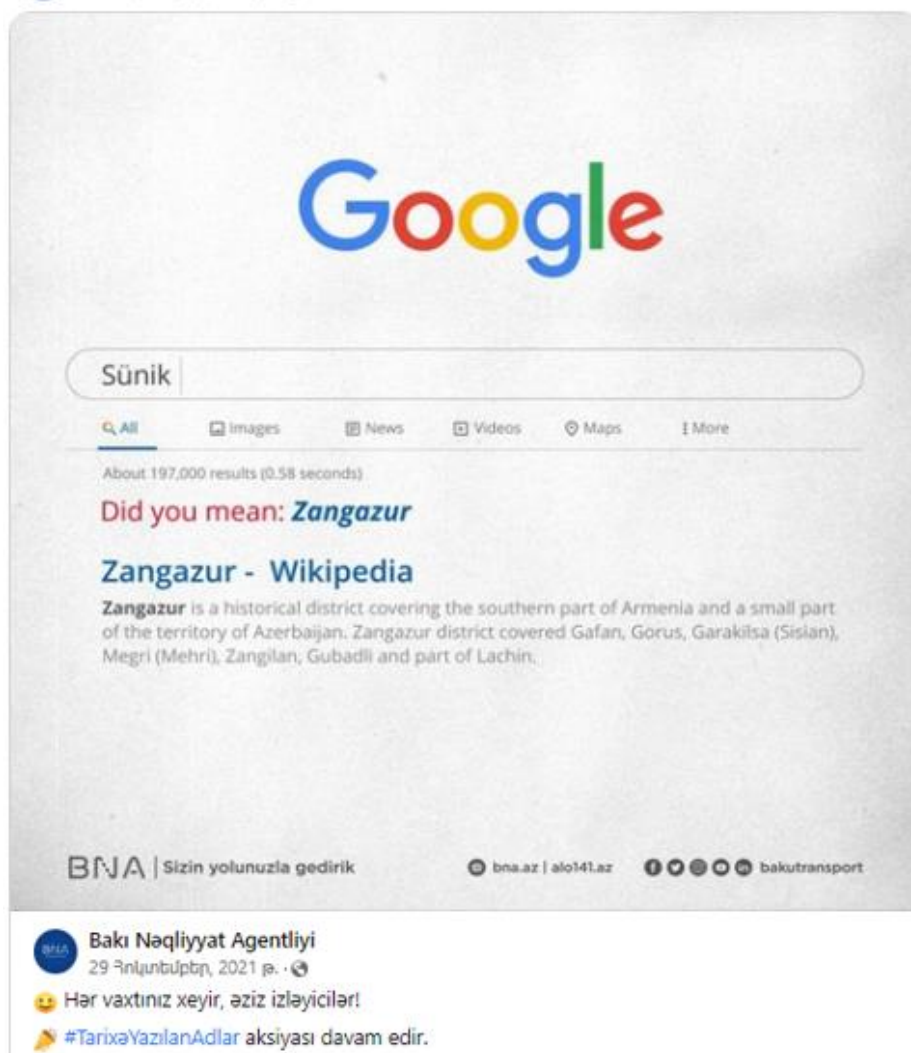 Google
Sünik
All Images News Videos Maps More
About 197,000 results (0.58 seconds)
Did you mean: Zangazur
Zangazur - Wikipedia
Zangazur is a historical district covering the southern part of Armenia and a small part
of the territory of Azerbaijan. Zangazur district covered Gafan, Gorus, Garakilsa (Sisian),
Megri (Mehri), Zangilan, Gubadli and part of Lachin.
BNA | Sizin yolunuzla gedirik bna.az | alo141.az bakutransport
BNA Bakı Nəqliyyat Agentliyi
29 Հոկտեմբեր, 2021 թ. ·
Hər vaxtınız xeyir, əziz izləyicilər!
#TarixəYazılanAdlar aksiyası davam edir.